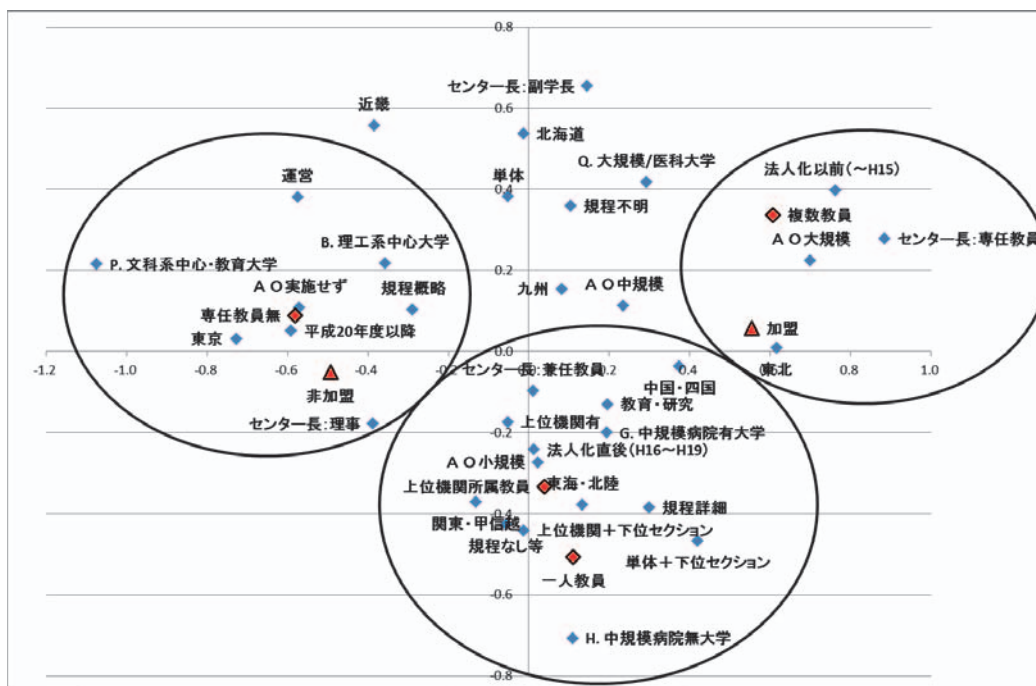 0.8
センター長:副学長
近畿
0.6
北海道
Q. 大規模/医科大学
法人化以前(～H15)
運営
0.4
単体
規程不明
複数教員
B. 理工系中心大学
AO大規模
センター長:専任教員
P. 文科系中心・教育大学
0.2
AO実施せず
規程概略
九州
AO中規模
専任教員無
東京
平成20年度以降
加盟
0.0
-1.2
-1.0
-0.8
-0.6
-0.4
-0.2
0.0
0.2
0.4
0.6
0.8
1.0
センター長:兼任教員
東北
非加盟
中国・四国
教育・研究
センター長:理事
-0.2
上位機関有
G. 中規模病院有大学
法人化直後(H16～H19)
AO小規模
上位機関所属教員
東海・北陸
-0.4
規程詳細
関東・甲信越
上位機関＋下位セクション
規程なし等
単体＋下位セクション
一人教員
-0.6
H. 中規模病院無大学
-0.8